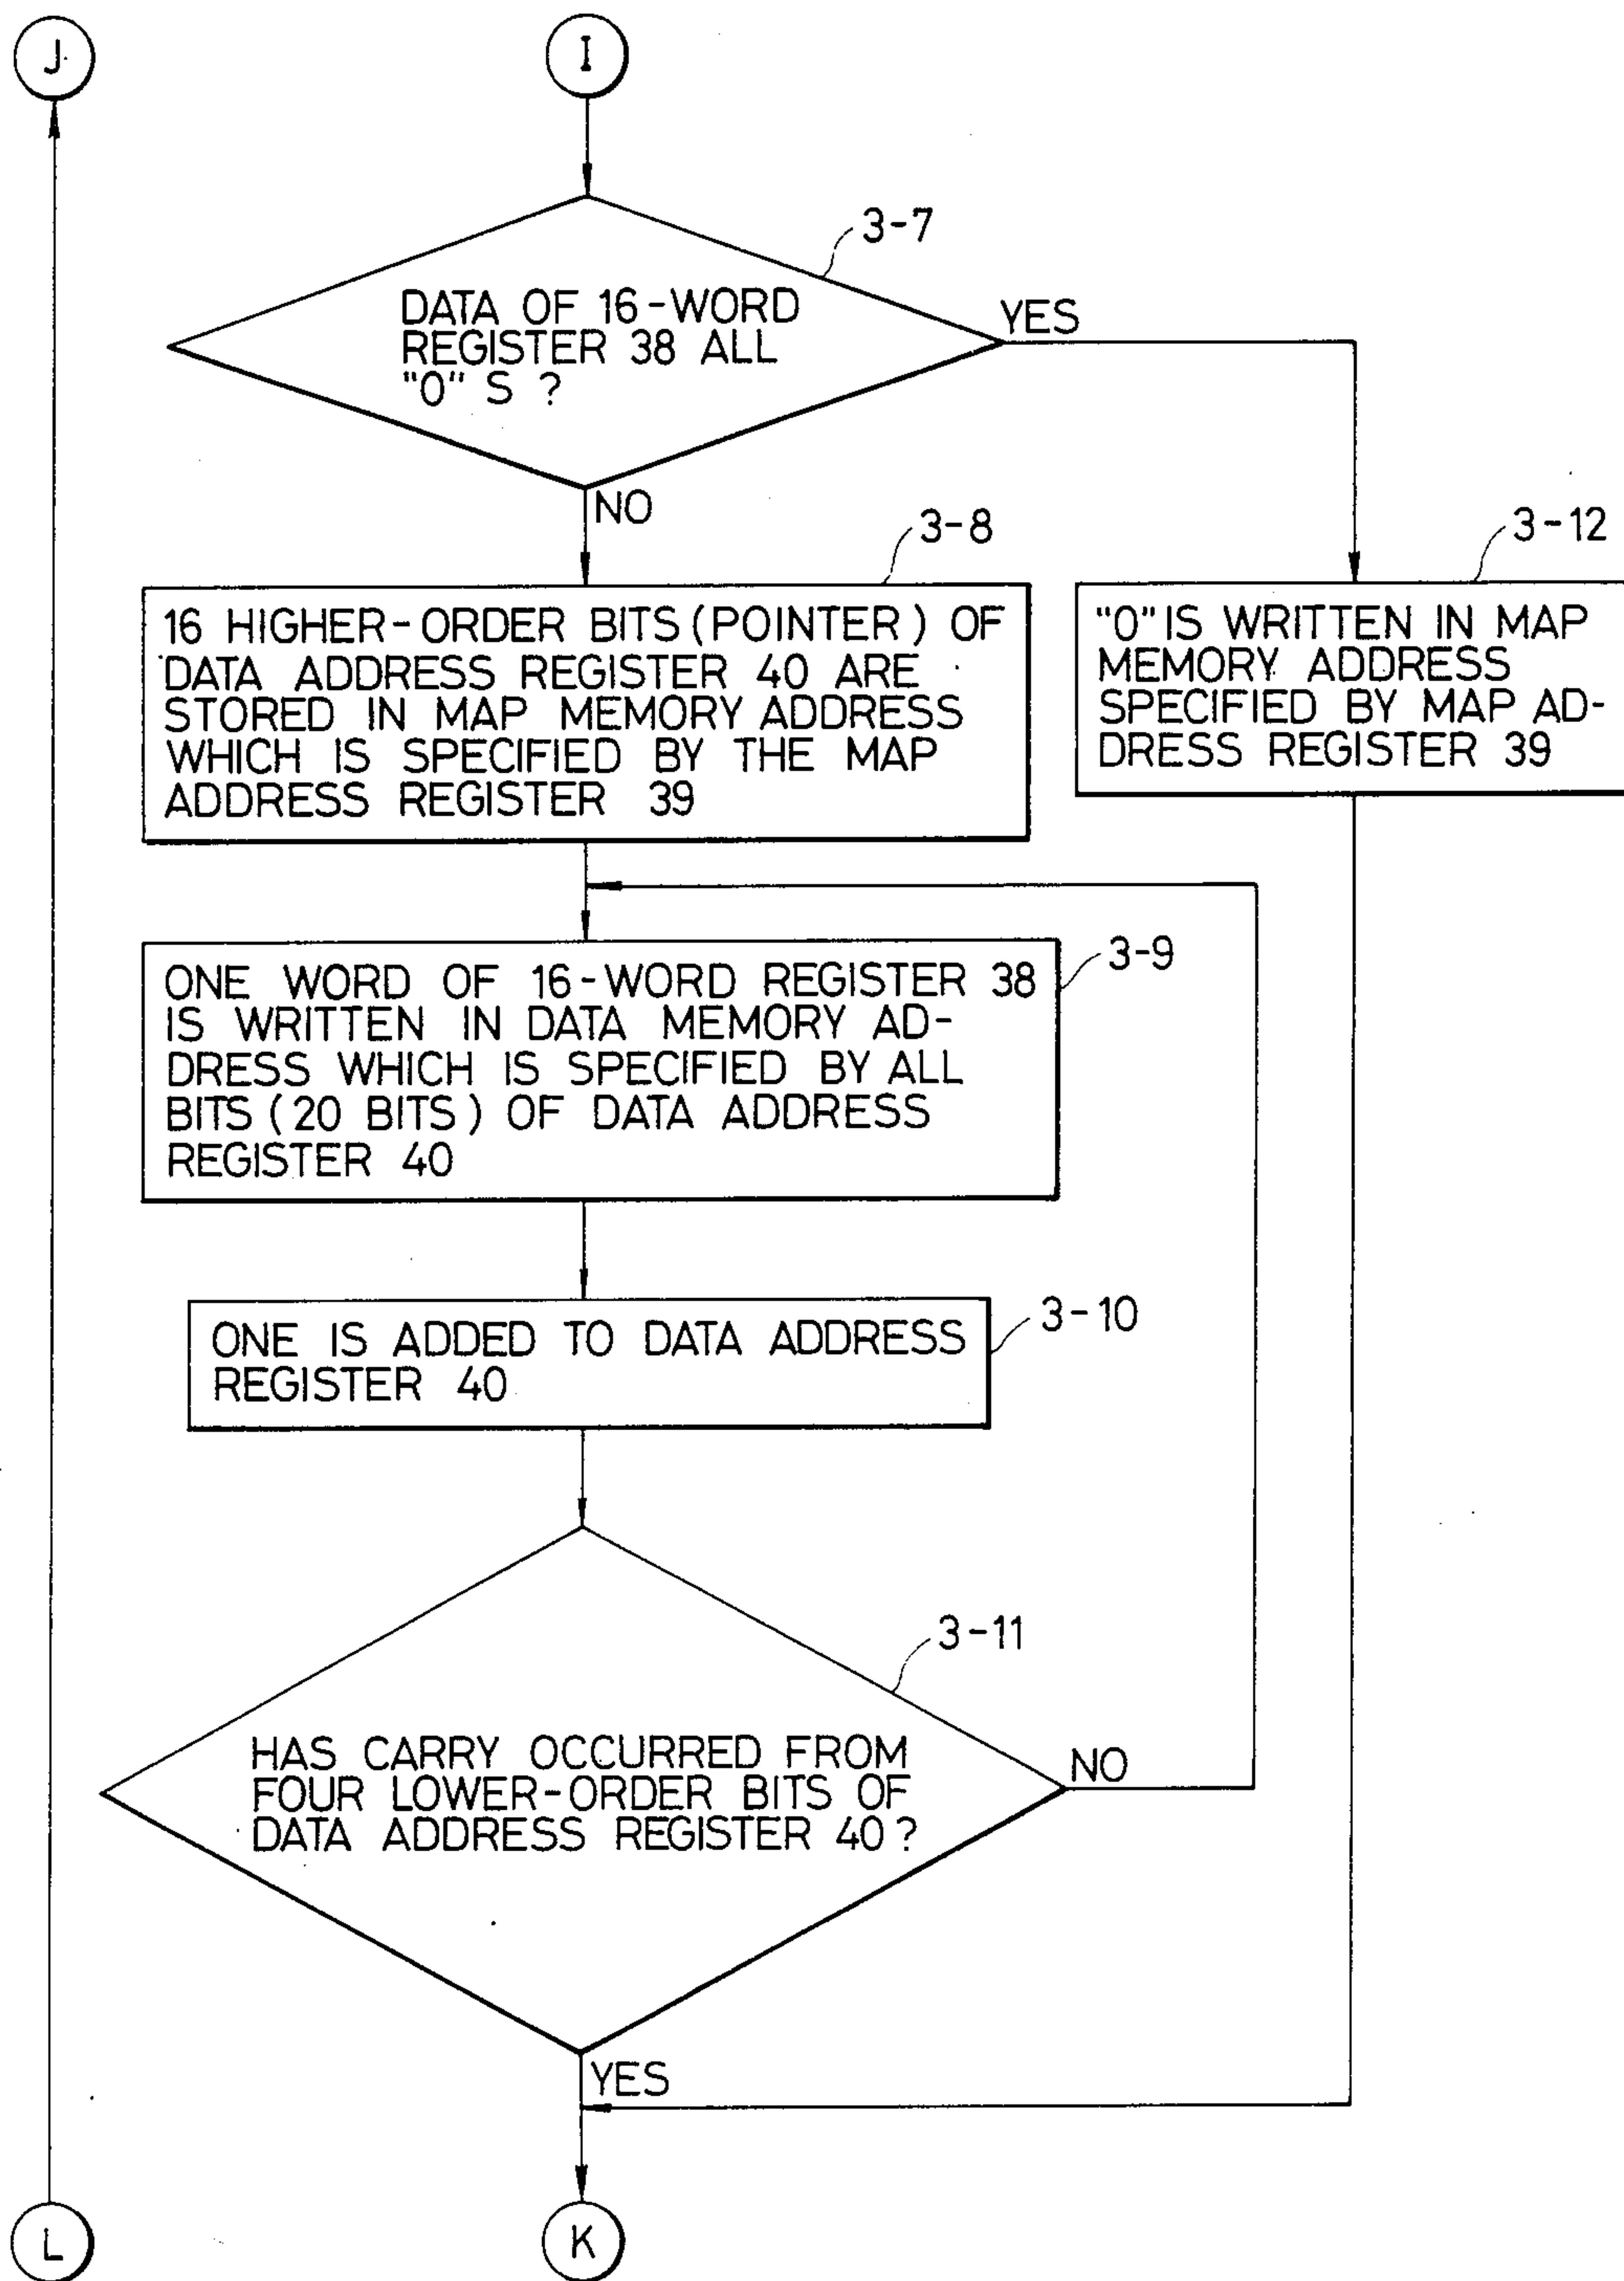 J
I
3-7
DATA OF 16-WORD
REGISTER 38 ALL
"0" S ?
YES
NO
3-8
16 HIGHER-ORDER BITS (POINTER) OF
DATA ADDRESS REGISTER 40 ARE
STORED IN MAP MEMORY ADDRESS
WHICH IS SPECIFIED BY THE MAP
ADDRESS REGISTER 39
3-12
"0" IS WRITTEN IN MAP
MEMORY ADDRESS
SPECIFIED BY MAP AD-
DRESS REGISTER 39
3-9
ONE WORD OF 16-WORD REGISTER 38
IS WRITTEN IN DATA MEMORY AD-
DRESS WHICH IS SPECIFIED BY ALL
BITS (20 BITS) OF DATA ADDRESS
REGISTER 40
3-10
ONE IS ADDED TO DATA ADDRESS
REGISTER 40
3-11
HAS CARRY OCCURRED FROM
FOUR LOWER-ORDER BITS OF
DATA ADDRESS REGISTER 40?
NO
YES
L
K